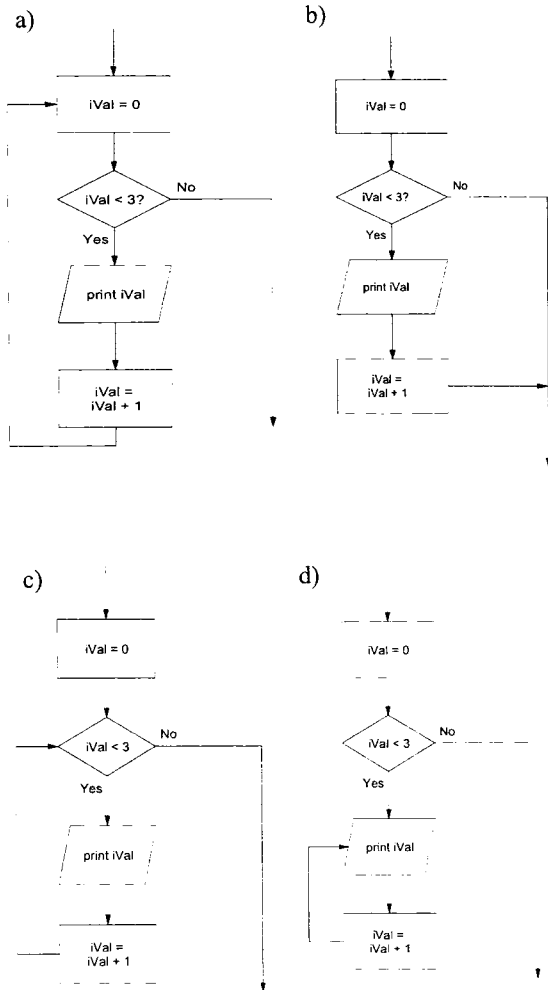 a)
iVal = 0
iVal < 3?
No
Yes
print iVal
iVal =
iVal + 1
b)
iVal = 0
iVal < 3?
No
Yes
print iVal
iVal =
iVal + 1
c)
iVal = 0
iVal < 3
No
Yes
print iVal
iVal =
iVal + 1
d)
iVal = 0
iVal < 3
No
Yes
print iVal
iVal =
iVal + 1